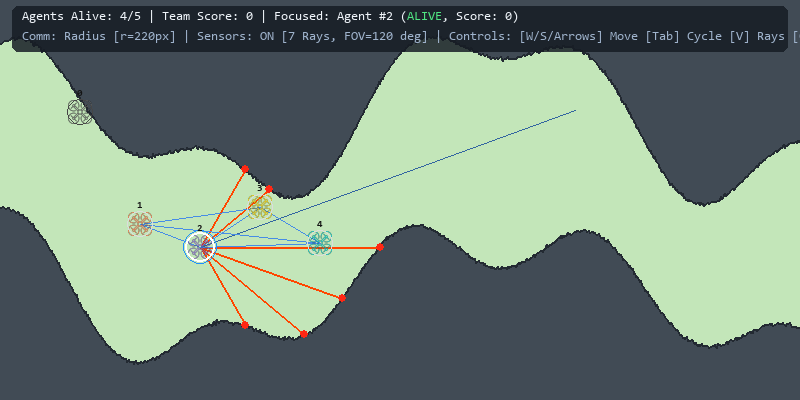 Agents Alive: 4/5 | Team Score: 0 | Focused: Agent #2 (ALIVE, Score: 0)
Comm: Radius [r=220px] | Sensors: ON [7 Rays, FOV=120 deg] | Controls: [W/S/Arrows] Move [Tab] Cycle [V] Rays [
3
1
2
4